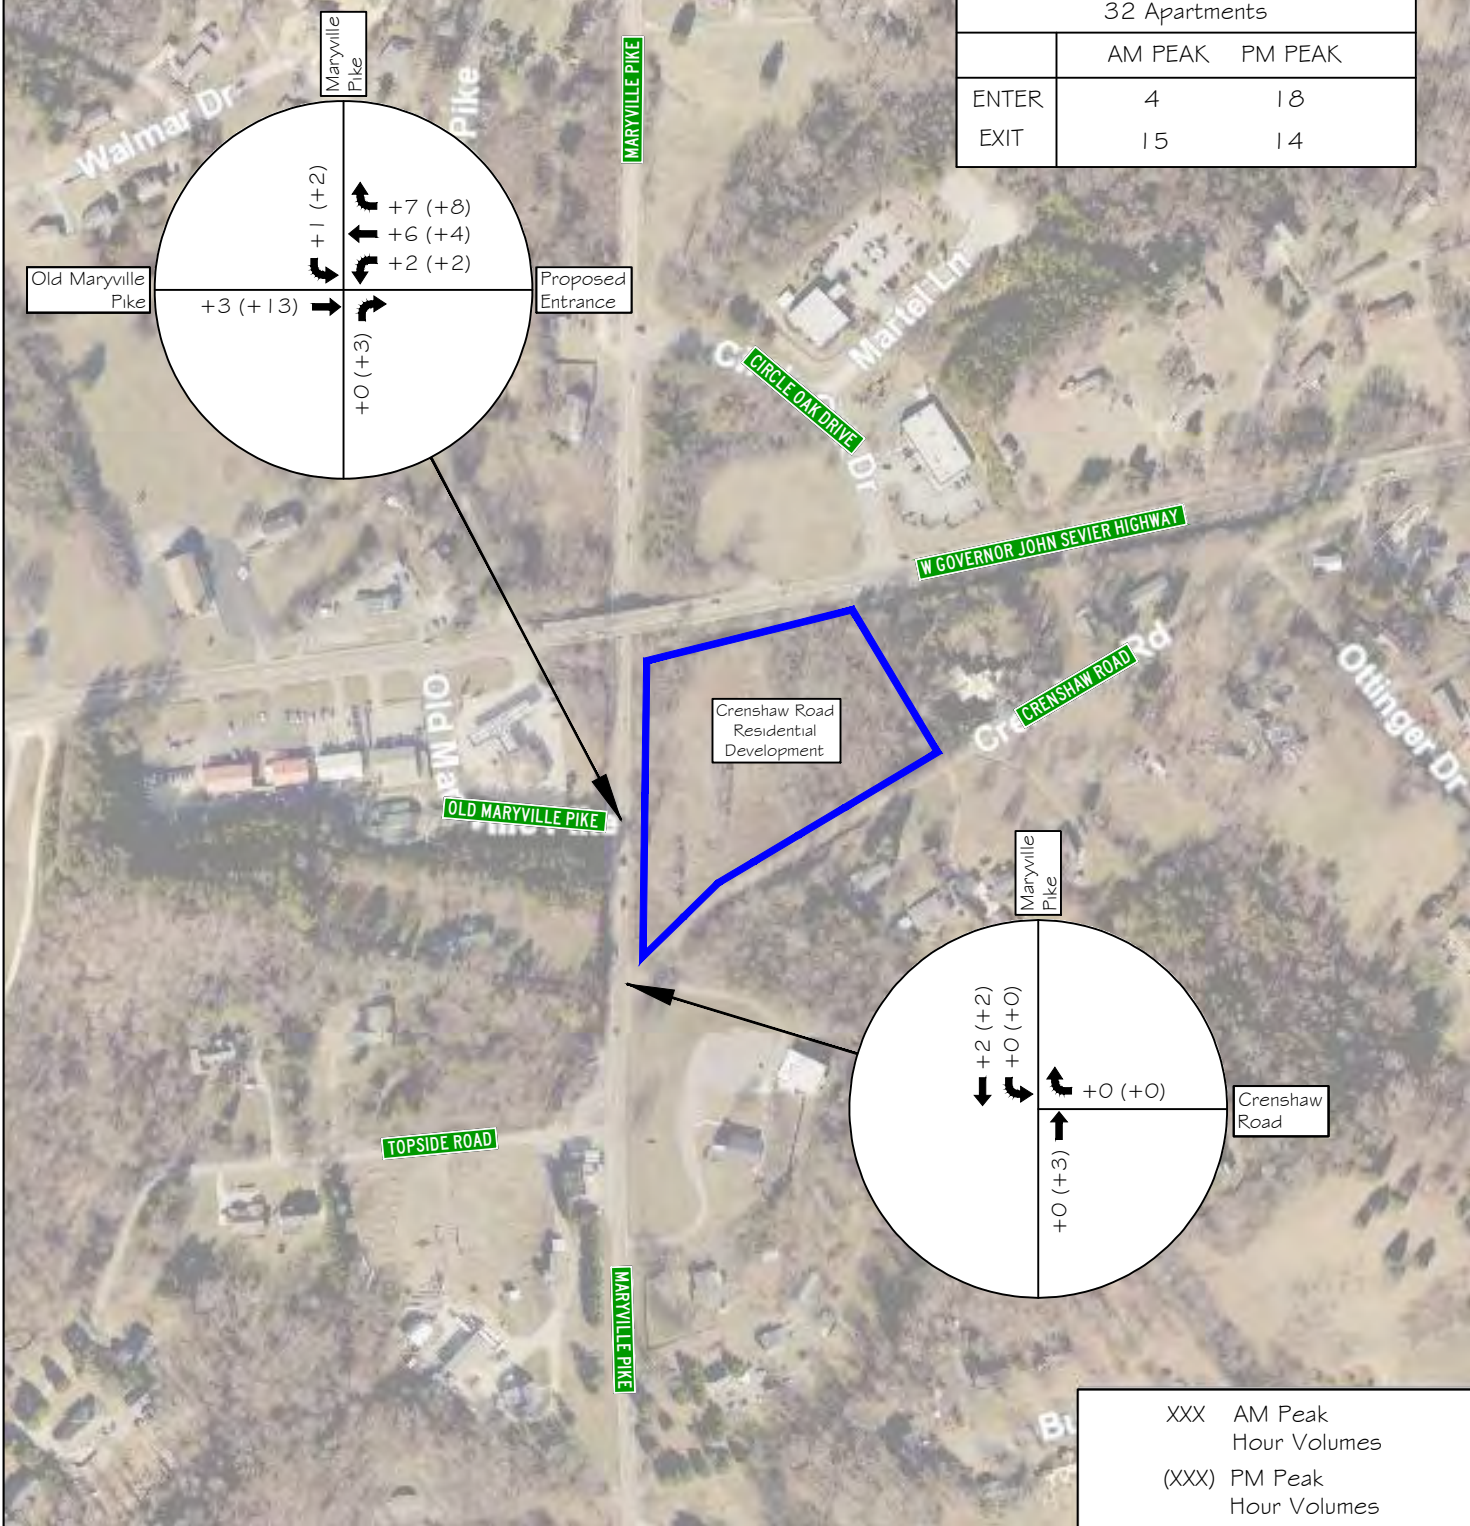 32 Apartments
AM PEAK PM PEAK
ENTER 4 18
EXIT 15 14
Maryville
Pike
MARYVILLE PIKE
Walmar Dr
Pike
+1 (+2)
+7 (+8)
+6 (+4)
+2 (+2)
Old Maryville
Pike
Proposed
Entrance
+3 (+13)
+0 (+3)
Martel Ln
CIRCLE OAK DRIVE
Dr
W GOVERNOR JOHN SEVIER HIGHWAY
CRENSHAW ROAD
Rd
Ottinger Dr
Crenshaw Road
Residential
Development
OLD MARYVILLE PIKE
Maryville
Pike
+2 (+2)
+0 (+0)
+0 (+0)
Crenshaw
Road
+0 (+3)
TOPSIDE ROAD
MARYVILLE PIKE
XXX AM Peak
Hour Volumes
(XXX) PM Peak
Hour Volumes